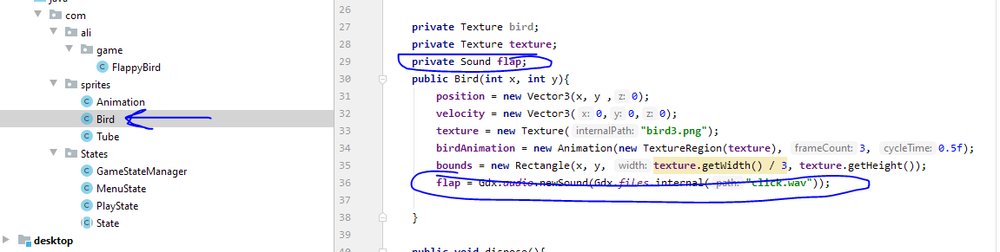 java
com
ali
game
FlappyBird
sprites
Animation
Bird
Tube
States
GameStateManager
MenuState
PlayState
State
desktop
26
27 private Texture bird;
28 private Texture texture;
29 private Sound flap;
30 public Bird(int x, int y){
31 position = new Vector3(x, y , z: 0);
32 velocity = new Vector3( x: 0, y: 0, z: 0);
33 texture = new Texture( internalPath: "bird3.png");
34 birdAnimation = new Animation(new TextureRegion(texture), frameCount: 3, cycleTime: 0.5f);
35 bounds = new Rectangle(x, y, width: texture.getWidth() / 3, texture.getHeight());
36 flap = Gdx.audio.newSound(Gdx.files.internal( path: "click.wav"));
37
38 }
39
40 public void dispose(){